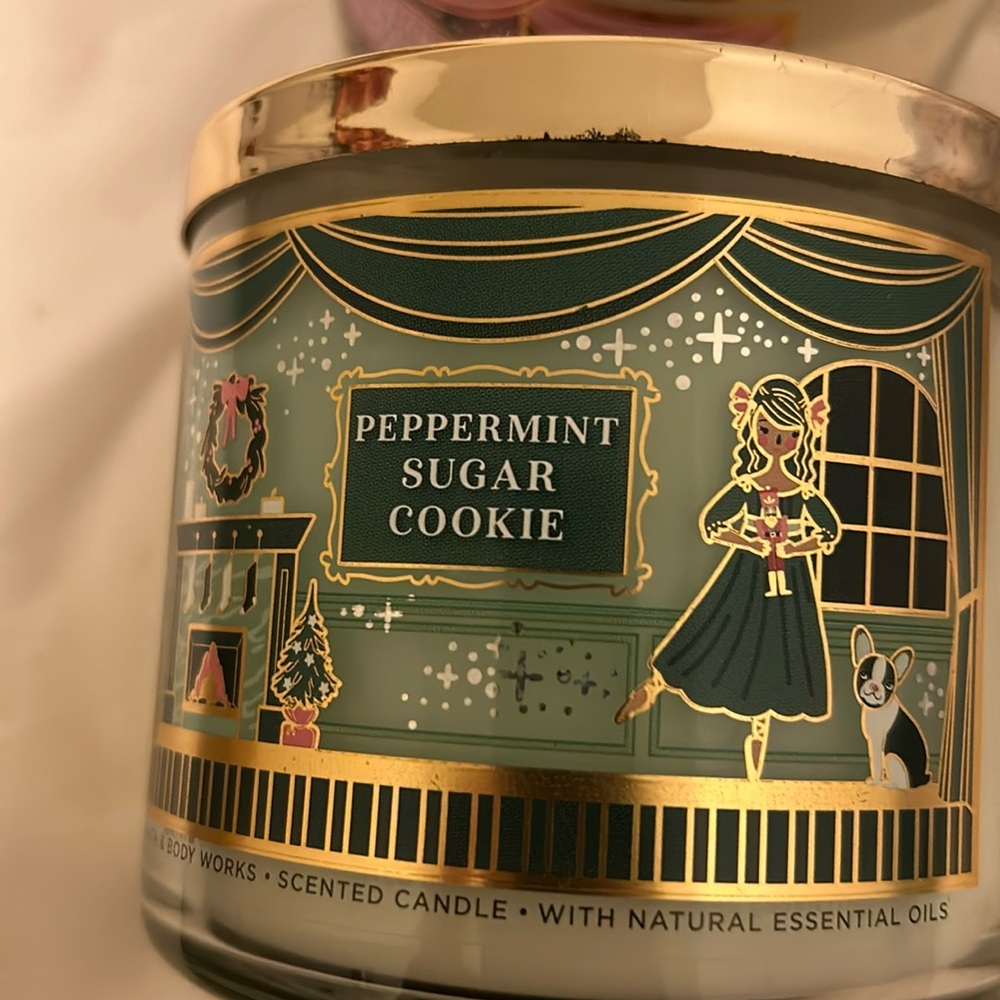 PEPPERMINT
SUGAR
COOKIE
& BODY WORKS • SCENTED CANDLE • WITH NATURAL ESSENTIAL OILS